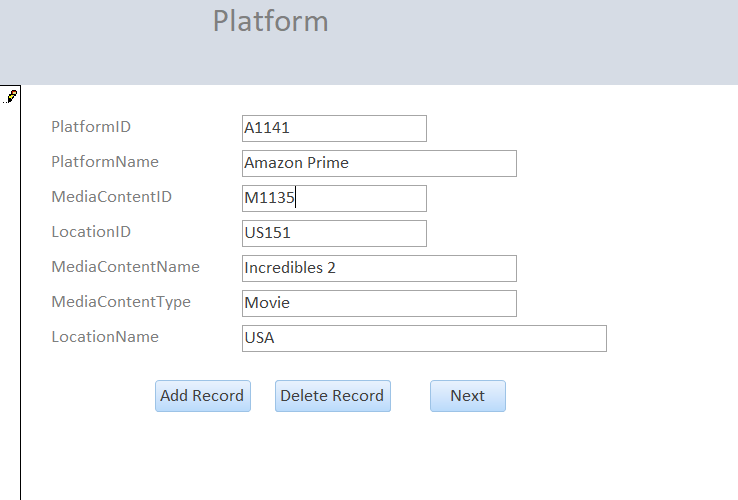 Platform
PlatformID A1141
PlatformName Amazon Prime
MediaContentID M1135
LocationID US151
MediaContentName Incredibles 2
MediaContentType Movie
LocationName USA
Add Record Delete Record Next